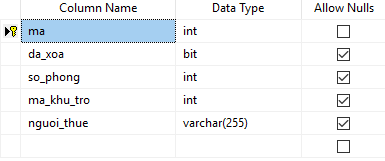 Column Name Data Type Allow Nulls
ma int
da_xoa bit
so_phong int
ma_khu_tro int
nguoi_thue varchar(255)